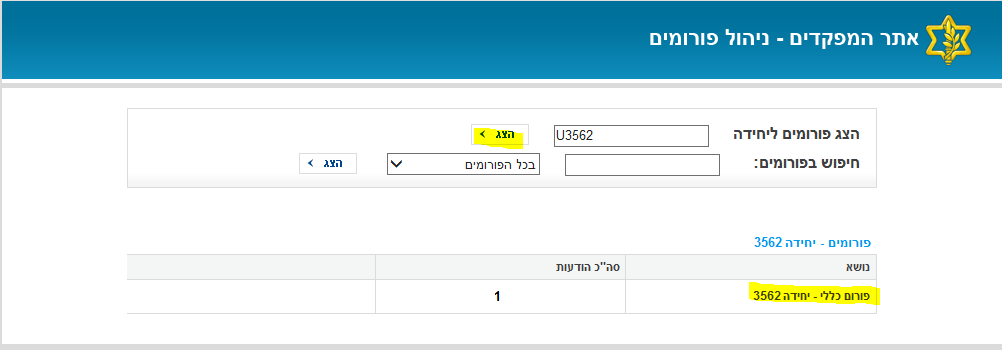 אתר המפקדים - ניהול פורומים
הצג פורומים ליחידה U3562 הצג
חיפוש בפורומים: בכל הפורומים הצג
פורומים - יחידה 3562
נושא סה"כ הודעות
פורום כללי - יחידה 3562 1